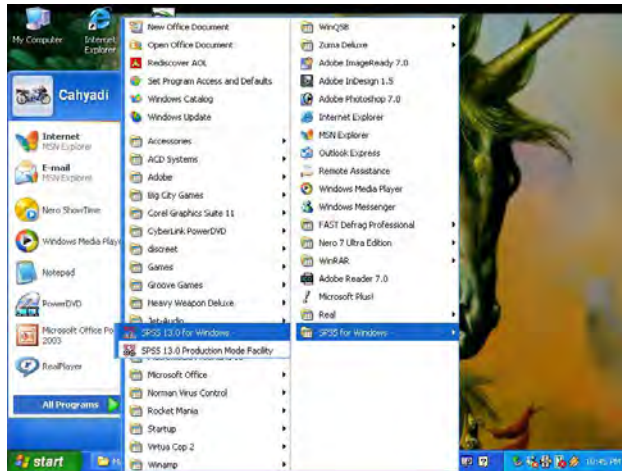 My Computer
Internet Explorer
Cahyadi
Internet
MSN Explorer
E-mail
MSN Explorer
Nero ShowTime
Windows Media Playe
Notepad
PowerDVD
Microsoft Office Po
2003
RealPlayer
All Programs
start
New Office Document
Open Office Document
Rediscover AOL
Set Program Access and Defaults
Windows Catalog
Windows Update
Accessories
ACD Systems
Adobe
Big City Games
Corel Graphics Suite 11
CyberLink PowerDVD
discreet
Games
Groove Games
Heavy Weapon Deluxe
JetAudio
SPSS 13.0 for Windows
SPSS 13.0 Production Mode Facility
Microsoft Office
Norman Virus Control
Rocket Mania
Startup
Virtua Cop 2
Winamp
WinQSB
Zuma Deluxe
Adobe ImageReady 7.0
Adobe InDesign 1.5
Adobe Photoshop 7.0
Internet Explorer
MSN Explorer
Outlook Express
Remote Assistance
Windows Media Player
Windows Messenger
FAST Defrag Professional
Nero 7 Ultra Edition
WinRAR
Adobe Reader 7.0
Microsoft Plus!
Real
SPSS for Windows
10:45 PM